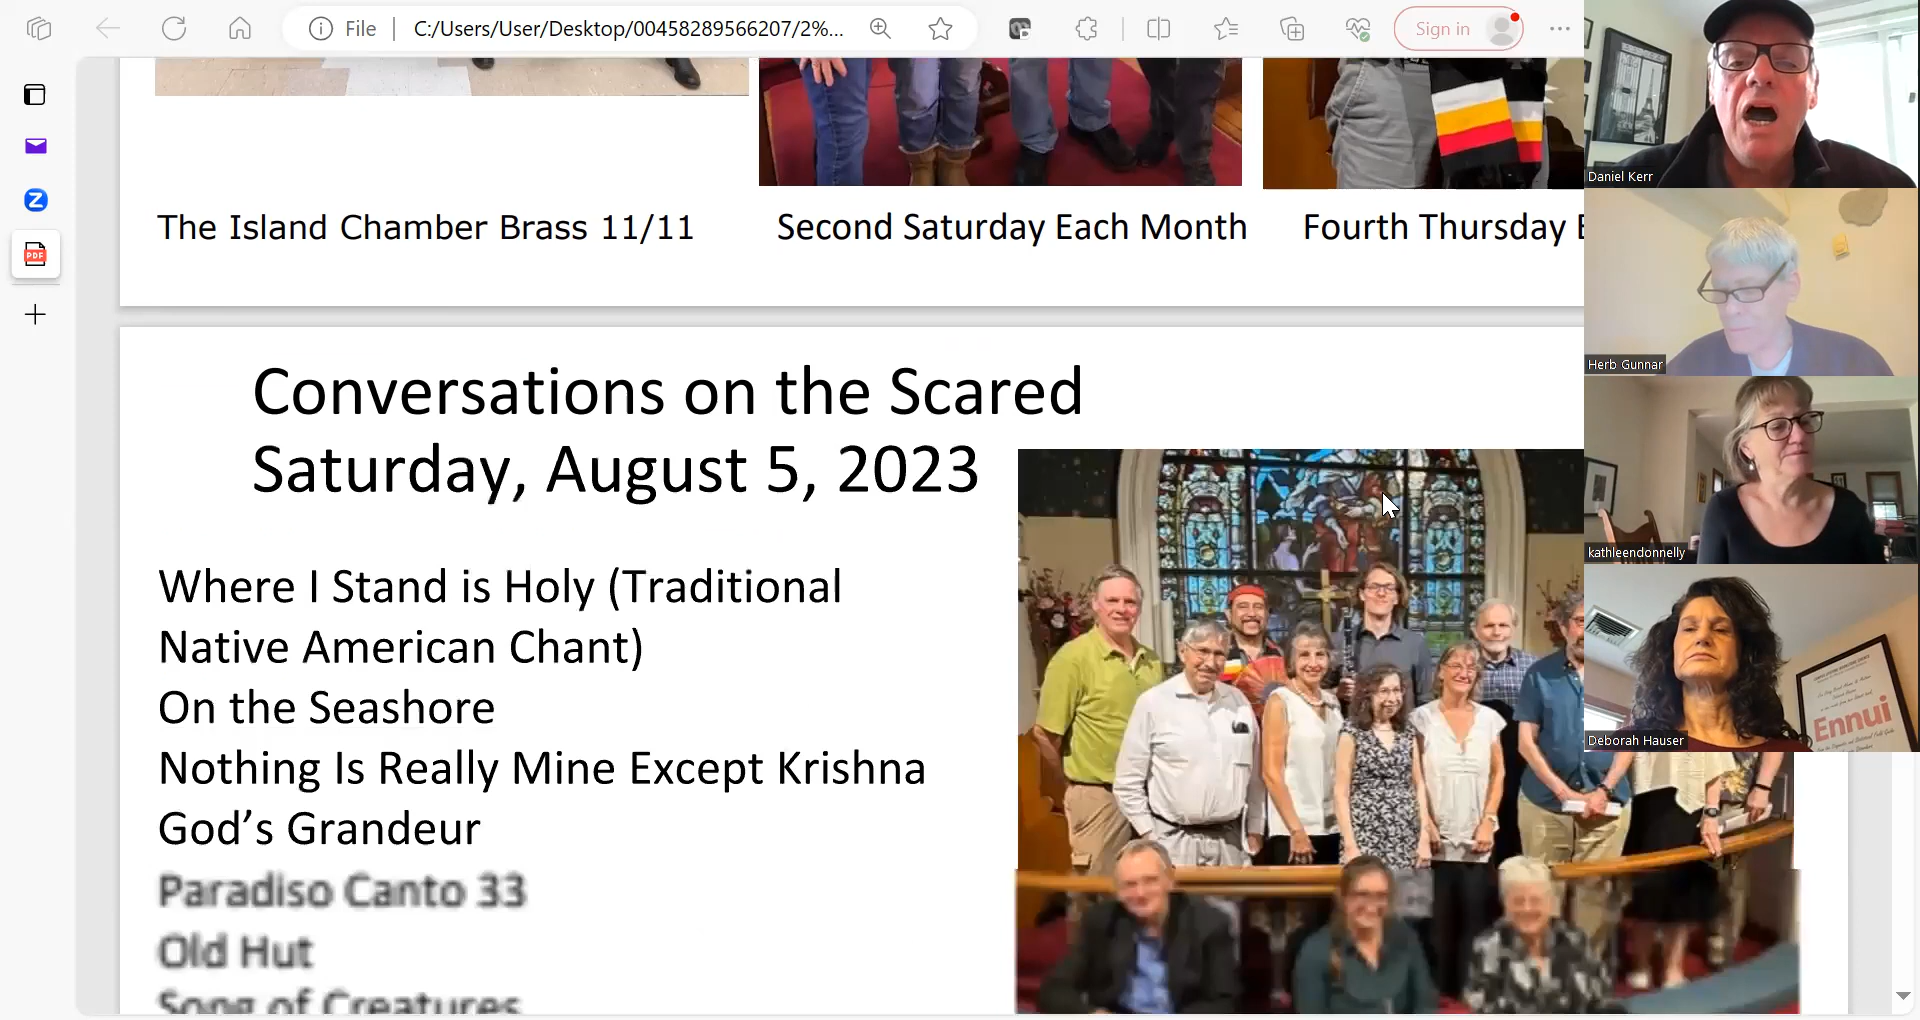 File
C:/Users/User/Desktop/00458289566207/2%...
Sign in
PDF
The Island Chamber Brass 11/11
Second Saturday Each Month
Fourth Thursday E
Conversations on the Scared
Saturday, August 5, 2023
Where I Stand is Holy (Traditional
Native American Chant)
On the Seashore
Nothing Is Really Mine Except Krishna
God's Grandeur
Paradiso Canto 33
Old Hut
Song of Creatures
Daniel Kerr
Herb Gunnar
kathleendonnelly
Deborah Hauser
Ennui